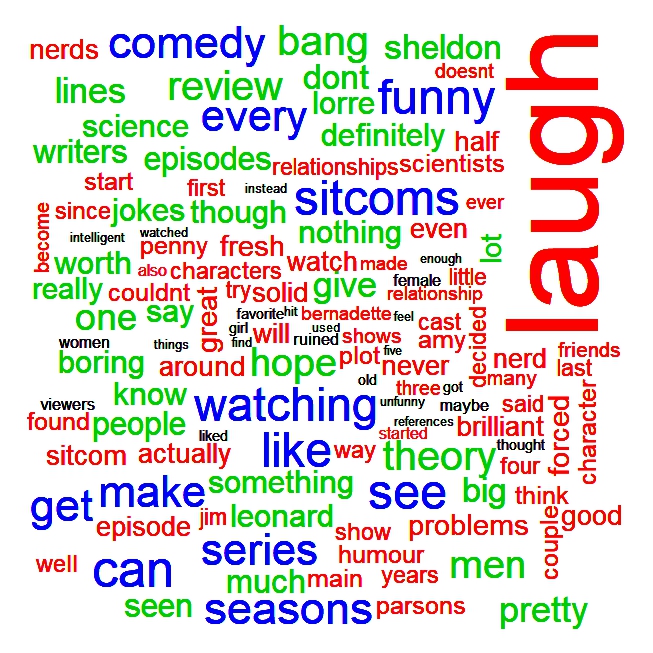 nerds comedy bang sheldon
lines review dont doesnt
science every lorre funny
writers episodes definitely half
relationships scientists
start first instead sitcoms ever
become since jokes though nothing even lot
intelligent watched penny fresh watch made enough
worth also characters female little
really couldnt great try solid give relationship
one say favorite hit bernadette feel cast decided
girl find will ruined used shows amy
women things plot five never nerd friends
boring around hope old many last
know watching three got
viewers unfunny maybe said forced character
found people liked references started brilliant
sitcom actually like way theory thought four
get make something see big think
episode jim leonard show problems couple good
well can series humour
much main years men
seen seasons parsons pretty
laugh